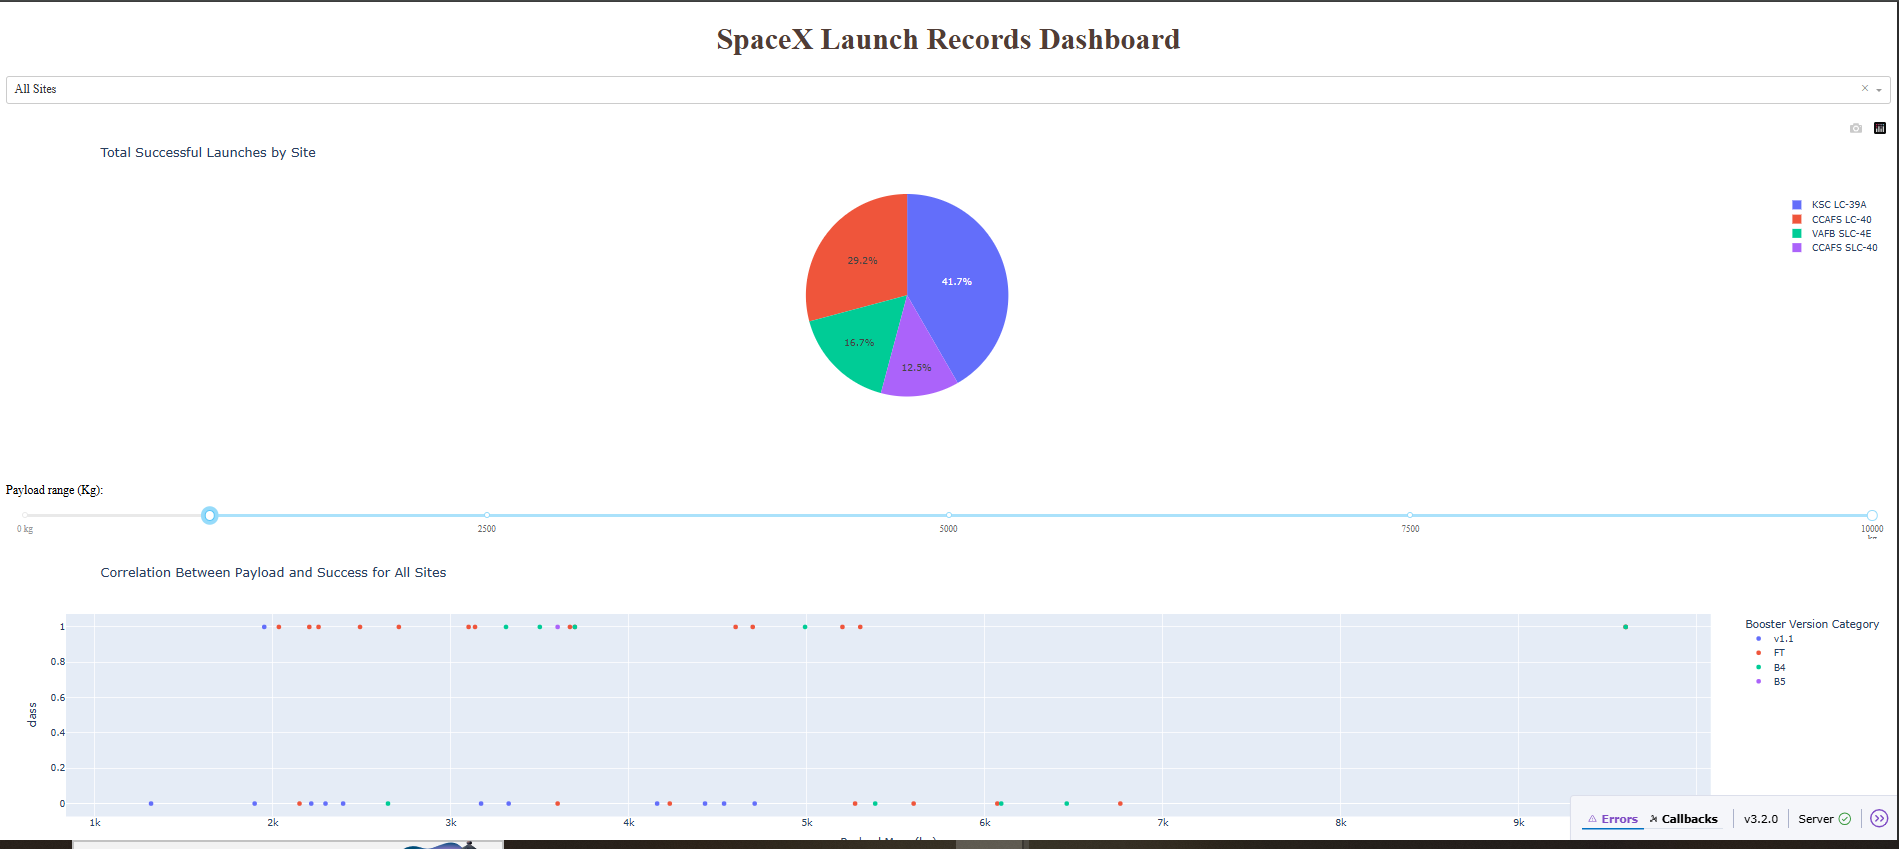 SpaceX Launch Records Dashboard
All Sites
Total Successful Launches by Site
KSC LC-39A
CCAFS LC-40
VAFB SLC-4E
CCAFS SLC-40
29.2%
41.7%
16.7%
12.5%
Payload range (Kg):
0 kg 2500 5000 7500 10000
Correlation Between Payload and Success for All Sites
Booster Version Category
v1.1
FT
B4
B5
class
1
0.8
0.6
0.4
0.2
0
1k 2k 3k 4k 5k 6k 7k 8k 9k
Errors Callbacks v3.2.0 Server